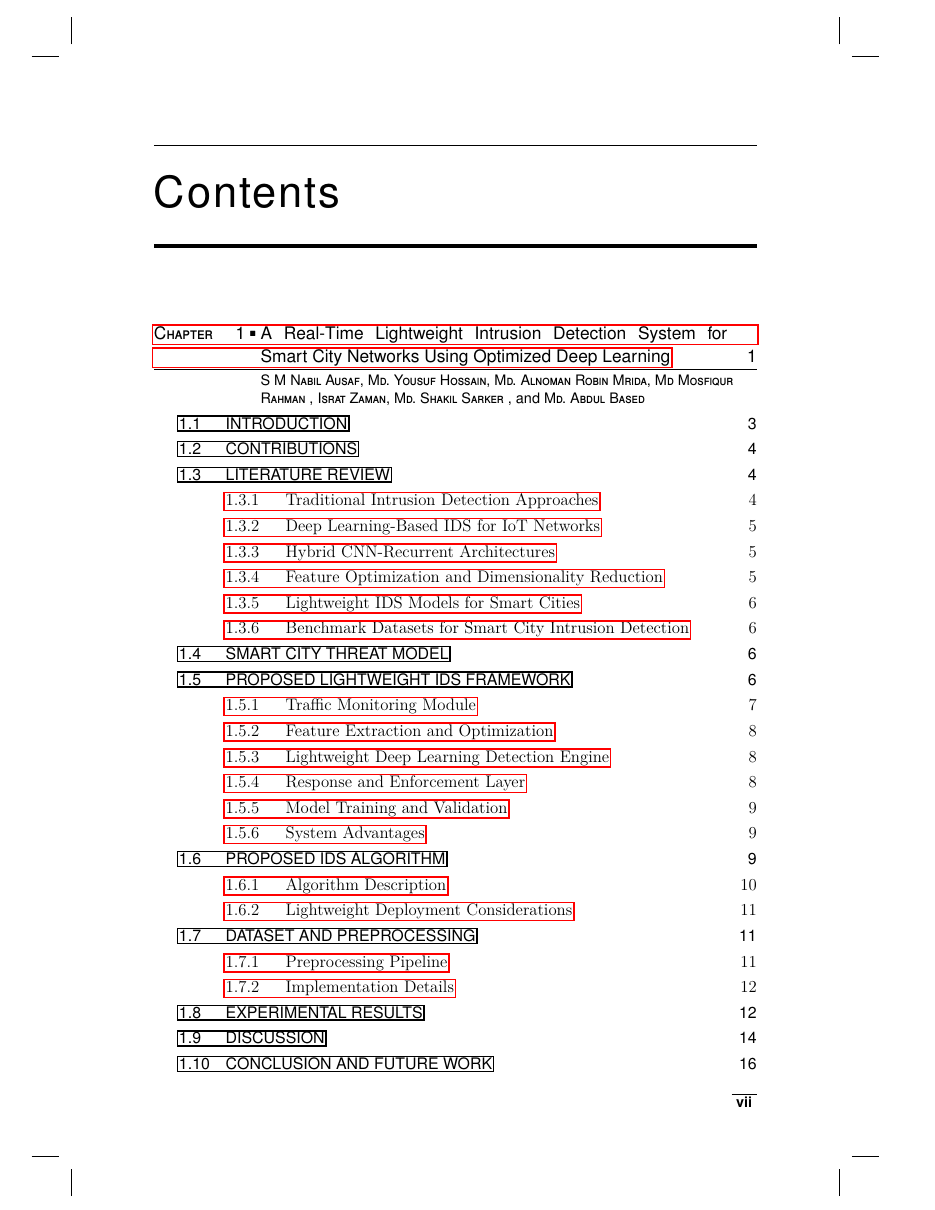 Contents
Chapter 1 ▪ A Real-Time Lightweight Intrusion Detection System for
Smart City Networks Using Optimized Deep Learning 1
S M Nabil Ausaf, Md. Yousuf Hossain, Md. Alnoman Robin Mrida, Md Mosfiqur
Rahman , Israt Zaman, Md. Shakil Sarker , and Md. Abdul Based
1.1 INTRODUCTION 3
1.2 CONTRIBUTIONS 4
1.3 LITERATURE REVIEW 4
1.3.1 Traditional Intrusion Detection Approaches 4
1.3.2 Deep Learning-Based IDS for IoT Networks 5
1.3.3 Hybrid CNN-Recurrent Architectures 5
1.3.4 Feature Optimization and Dimensionality Reduction 5
1.3.5 Lightweight IDS Models for Smart Cities 6
1.3.6 Benchmark Datasets for Smart City Intrusion Detection 6
1.4 SMART CITY THREAT MODEL 6
1.5 PROPOSED LIGHTWEIGHT IDS FRAMEWORK 6
1.5.1 Traffic Monitoring Module 7
1.5.2 Feature Extraction and Optimization 8
1.5.3 Lightweight Deep Learning Detection Engine 8
1.5.4 Response and Enforcement Layer 8
1.5.5 Model Training and Validation 9
1.5.6 System Advantages 9
1.6 PROPOSED IDS ALGORITHM 9
1.6.1 Algorithm Description 10
1.6.2 Lightweight Deployment Considerations 11
1.7 DATASET AND PREPROCESSING 11
1.7.1 Preprocessing Pipeline 11
1.7.2 Implementation Details 12
1.8 EXPERIMENTAL RESULTS 12
1.9 DISCUSSION 14
1.10 CONCLUSION AND FUTURE WORK 16
vii